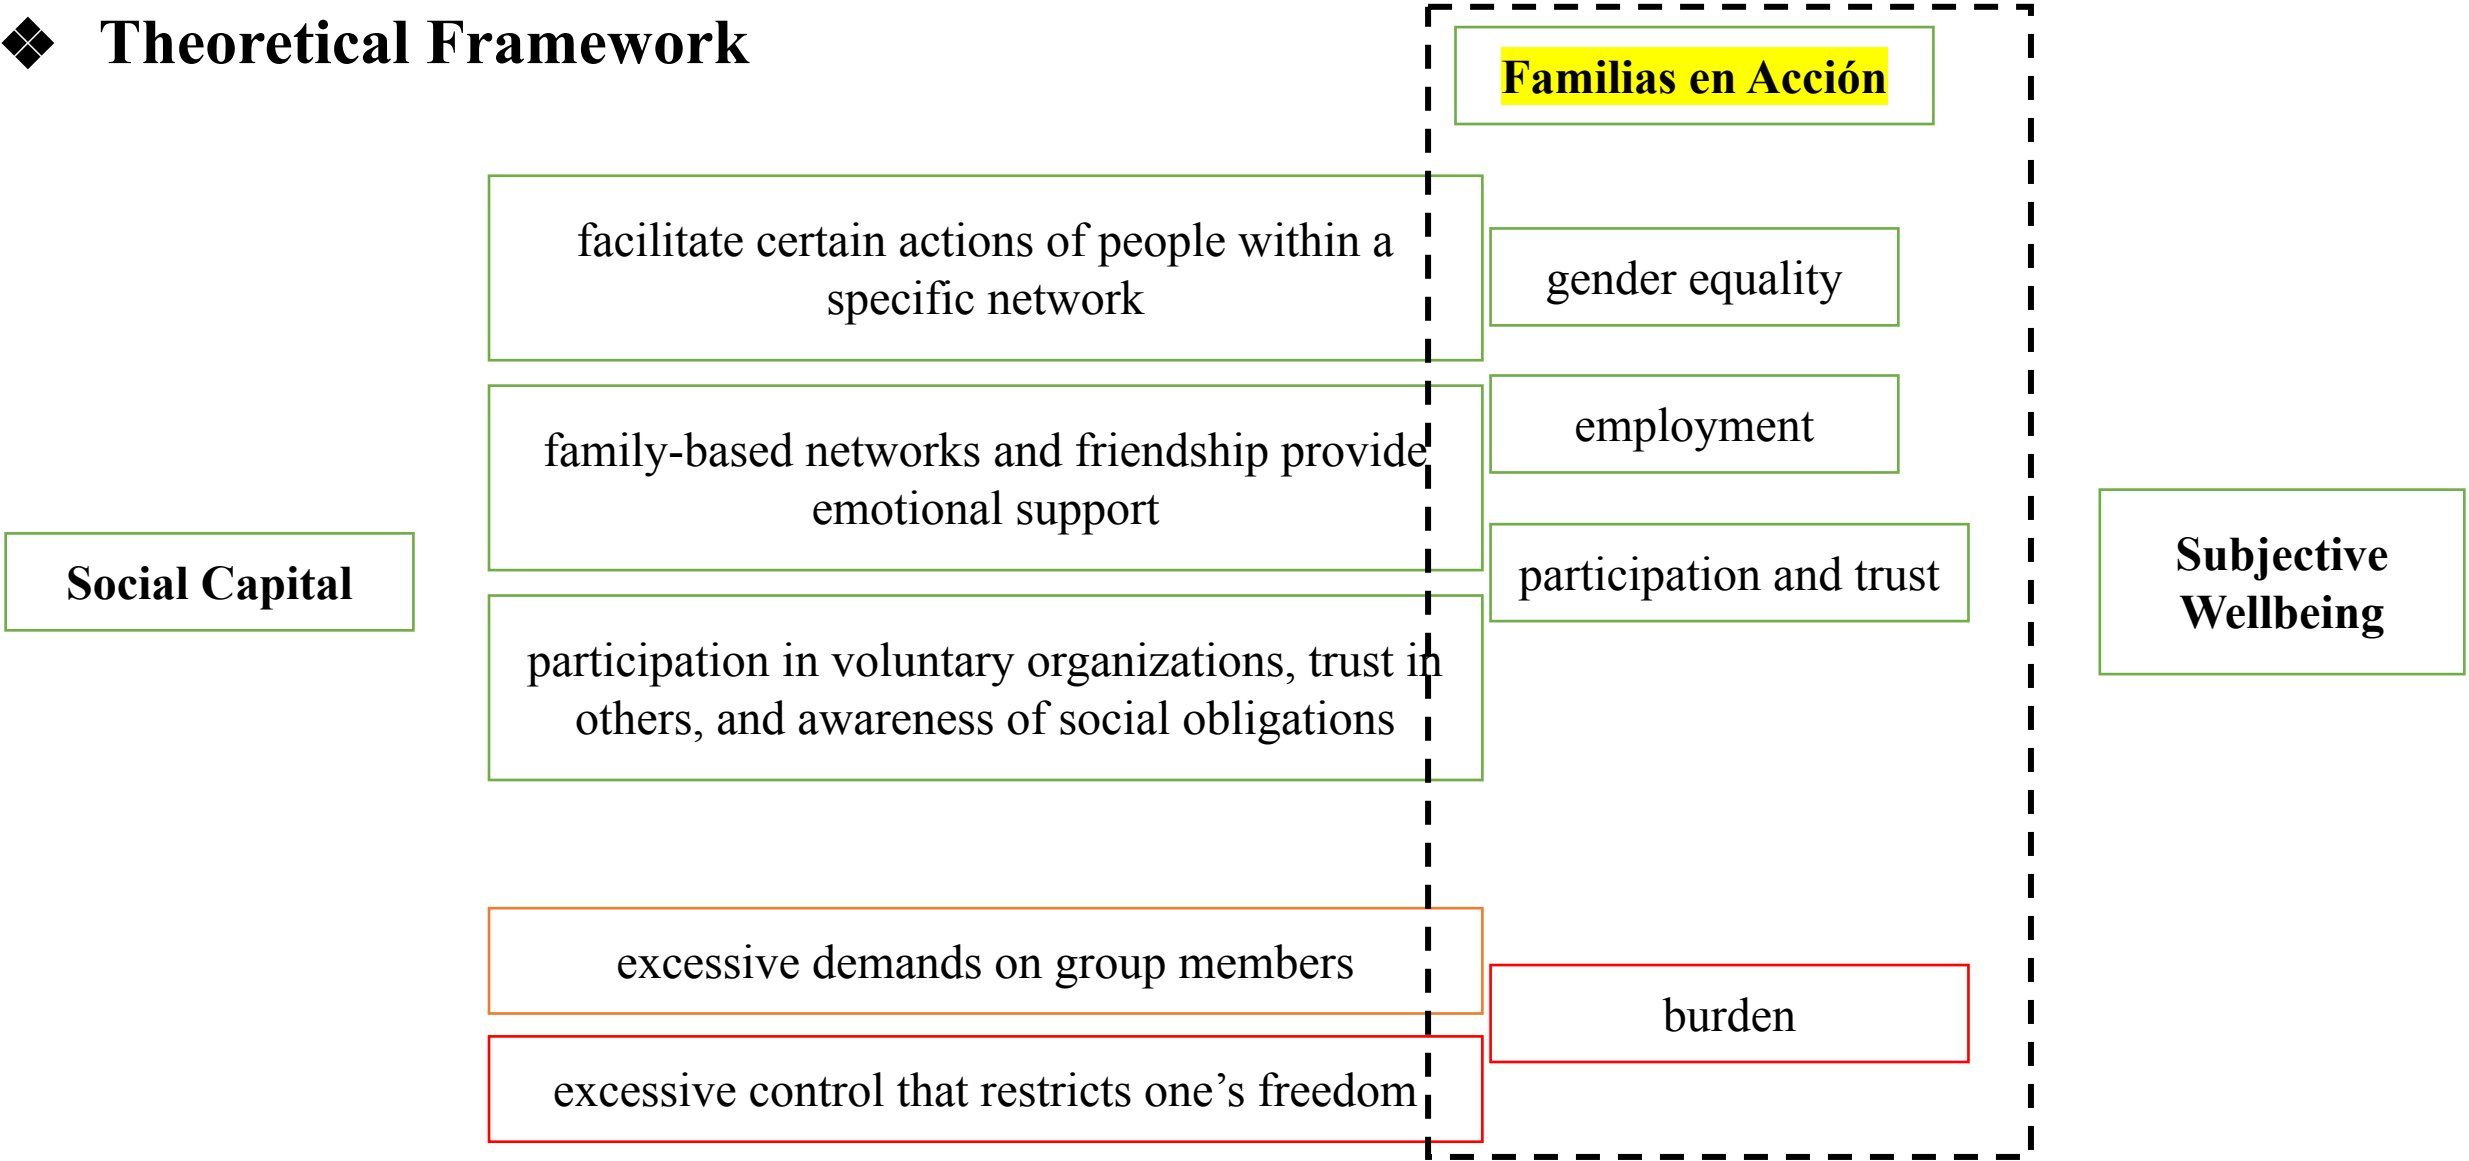 Theoretical Framework
Familias en Acción
facilitate certain actions of people within a
specific network
gender equality
family-based networks and friendship provide
emotional support
employment
Social Capital
participation and trust
Subjective
Wellbeing
participation in voluntary organizations, trust in
others, and awareness of social obligations
excessive demands on group members
burden
excessive control that restricts one’s freedom